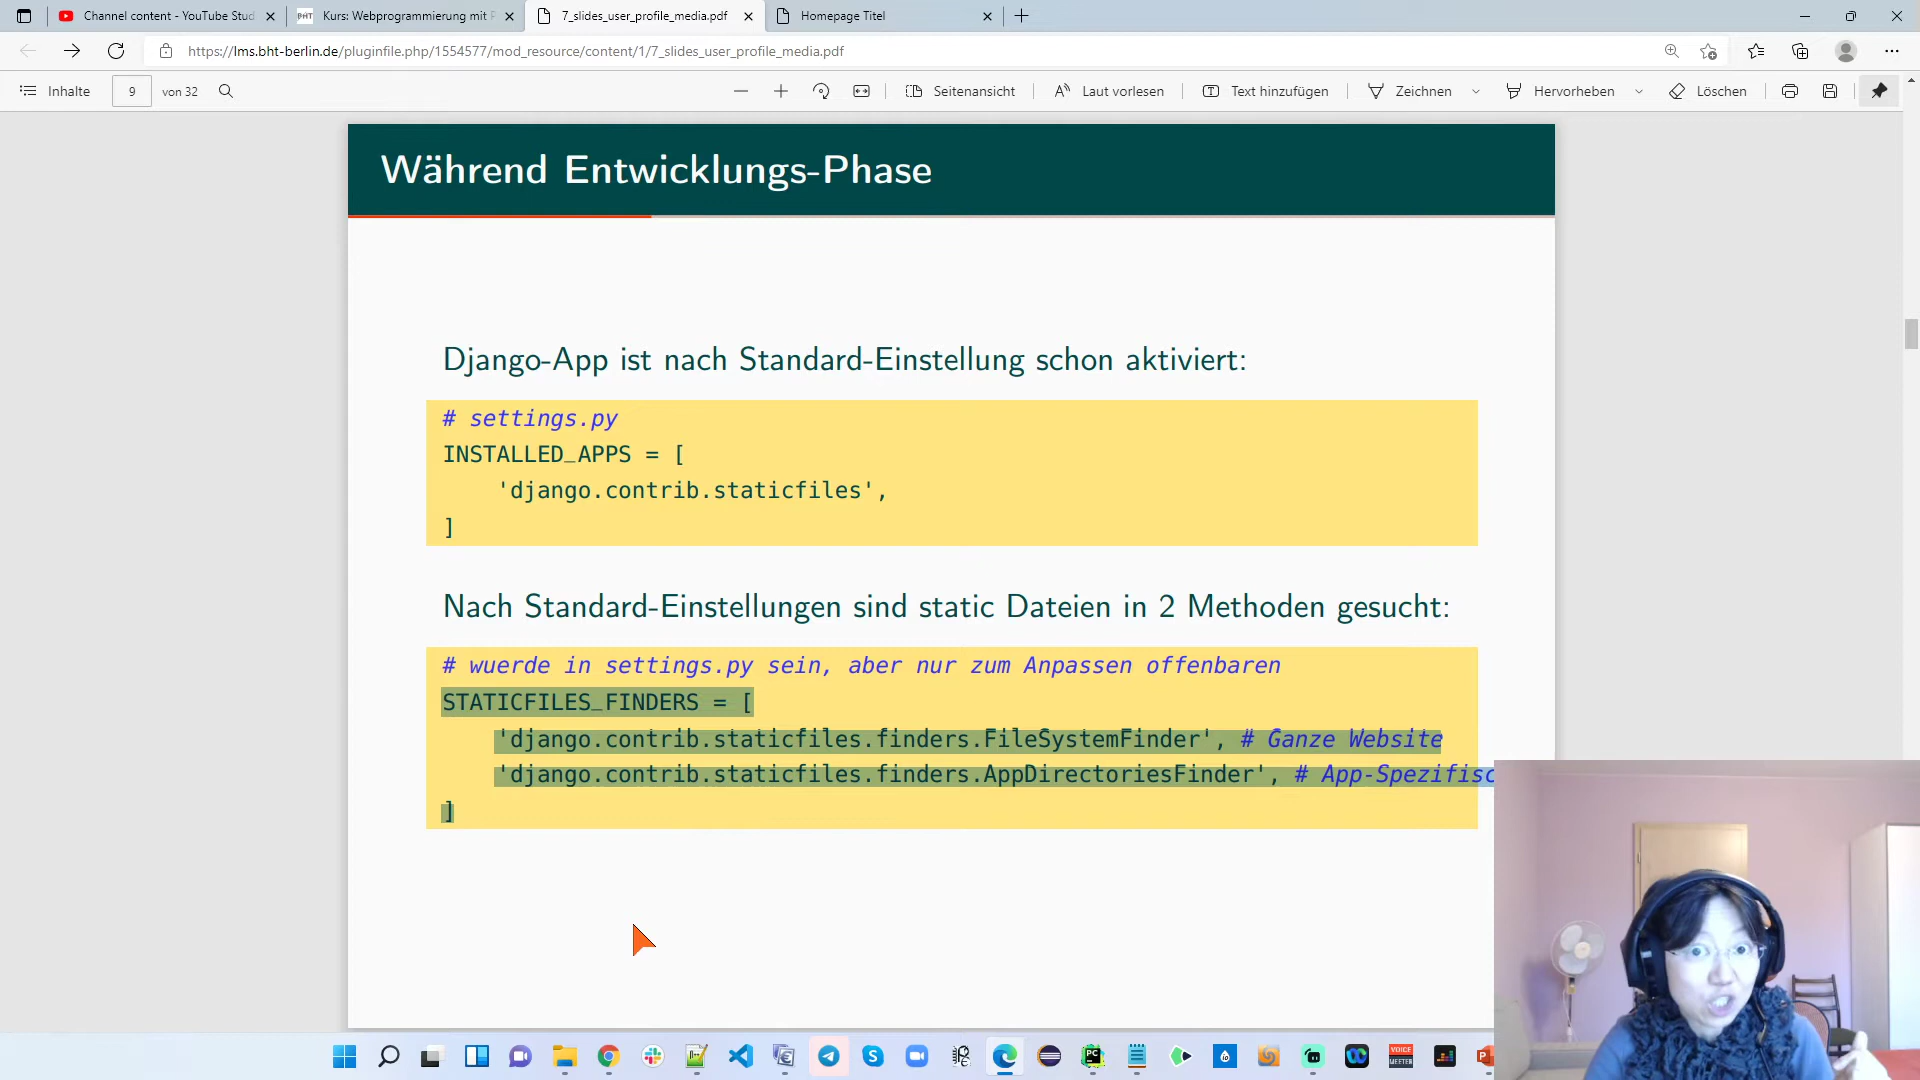 Channel content - YouTube Stud
Kurs: Webprogrammierung mit P
7_slides_user_profile_media.pdf
Homepage Titel
https://lms.bht-berlin.de/pluginfile.php/1554577/mod_resource/content/1/7_slides_user_profile_media.pdf
Inhalte
9
von 32
Seitenansicht
Laut vorlesen
Text hinzufügen
Zeichnen
Hervorheben
Löschen
Während Entwicklungs-Phase
Django-App ist nach Standard-Einstellung schon aktiviert:
# settings.py
INSTALLED_APPS = [
'django.contrib.staticfiles',
]
Nach Standard-Einstellungen sind static Dateien in 2 Methoden gesucht:
# wuerde in settings.py sein, aber nur zum Anpassen offenbaren
STATICFILES_FINDERS = [
'django.contrib.staticfiles.finders.FileSystemFinder', # Ganze Website
'django.contrib.staticfiles.finders.AppDirectoriesFinder', # App-Spezifisc
]